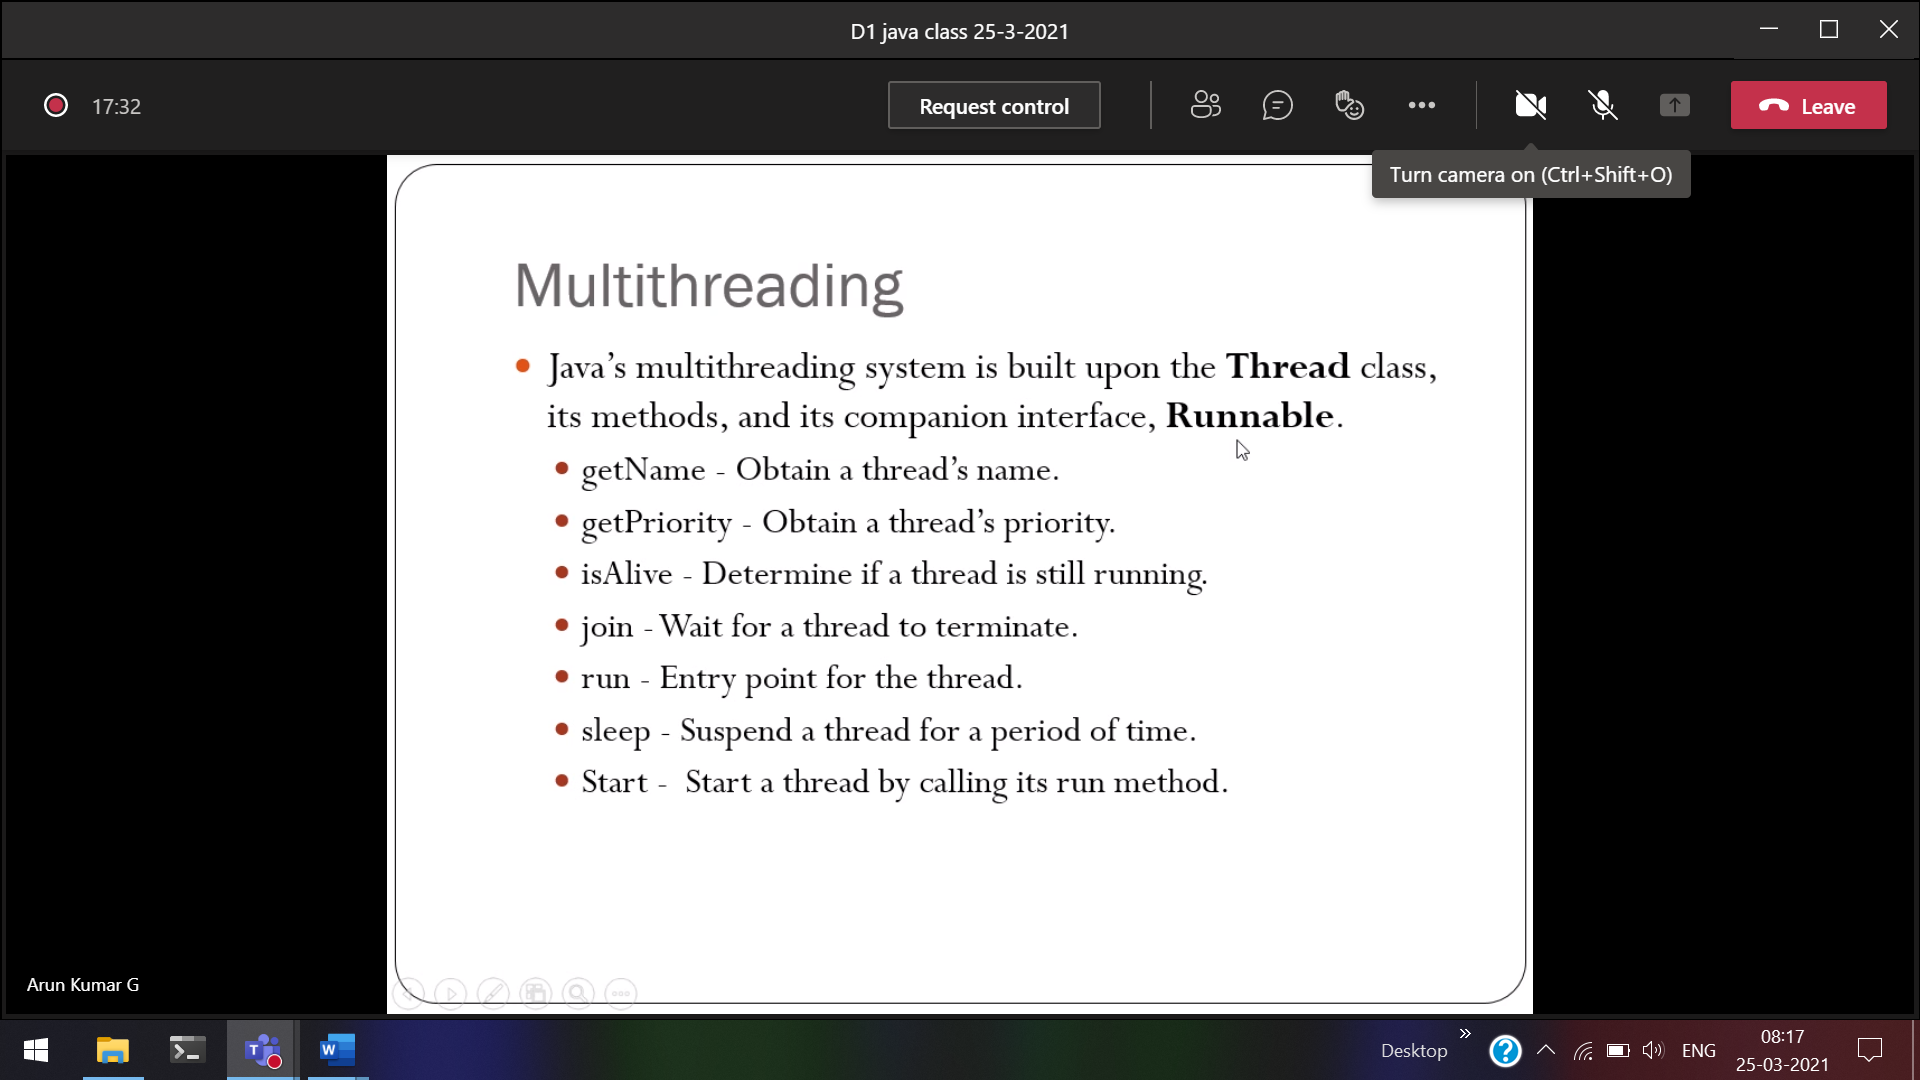 D1 java class 25-3-2021
17:32
Request control
Leave
Turn camera on (Ctrl+Shift+O)
Multithreading
• Java's multithreading system is built upon the Thread class,
its methods, and its companion interface, Runnable.
• getName - Obtain a thread's name.
• getPriority - Obtain a thread's priority.
• isAlive - Determine if a thread is still running.
• join - Wait for a thread to terminate.
• run - Entry point for the thread.
• sleep - Suspend a thread for a period of time.
• Start - Start a thread by calling its run method.
Arun Kumar G
Desktop
ENG
08:17
25-03-2021